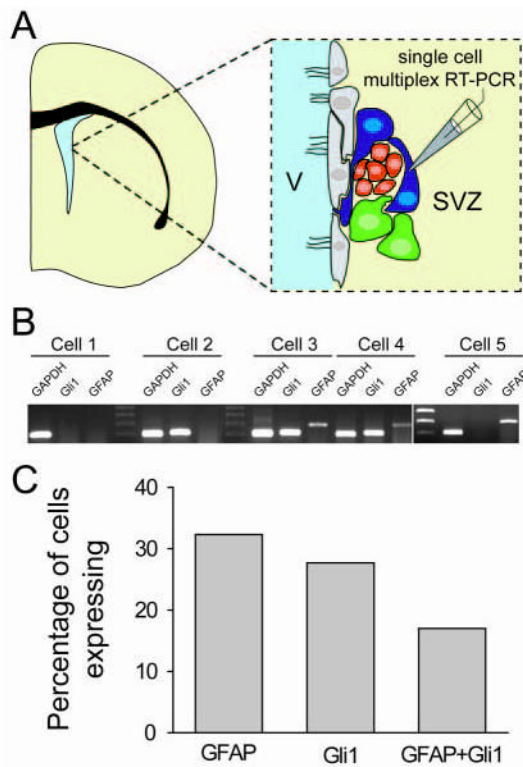 A
single cell
multiplex RT-PCR
V
SVZ
B
Cell 1 Cell 2 Cell 3 Cell 4 Cell 5
GAPDH Gli1 GFAP GAPDH Gli1 GFAP GAPDH Gli1 GFAP GAPDH Gli1 GFAP GAPDH Gli1 GFAP
C
Percentage of cells
expressing
40
30
20
10
0
GFAP Gli1 GFAP+Gli1